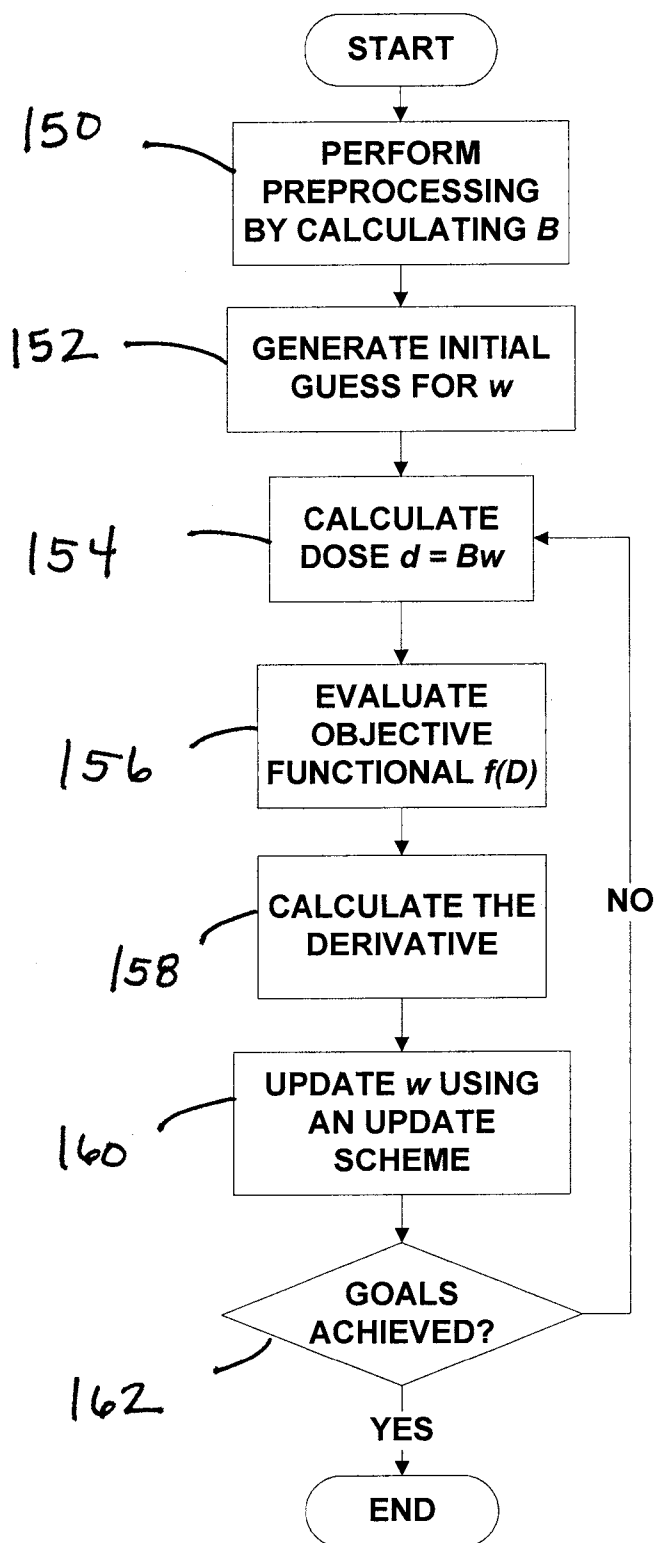 START
150
PERFORM
PREPROCESSING
BY CALCULATING B
152
GENERATE INITIAL
GUESS FOR w
154
CALCULATE
DOSE d = Bw
156
EVALUATE
OBJECTIVE
FUNCTIONAL f(D)
158
CALCULATE THE
DERIVATIVE
NO
160
UPDATE w USING
AN UPDATE
SCHEME
162
GOALS
ACHIEVED?
YES
END